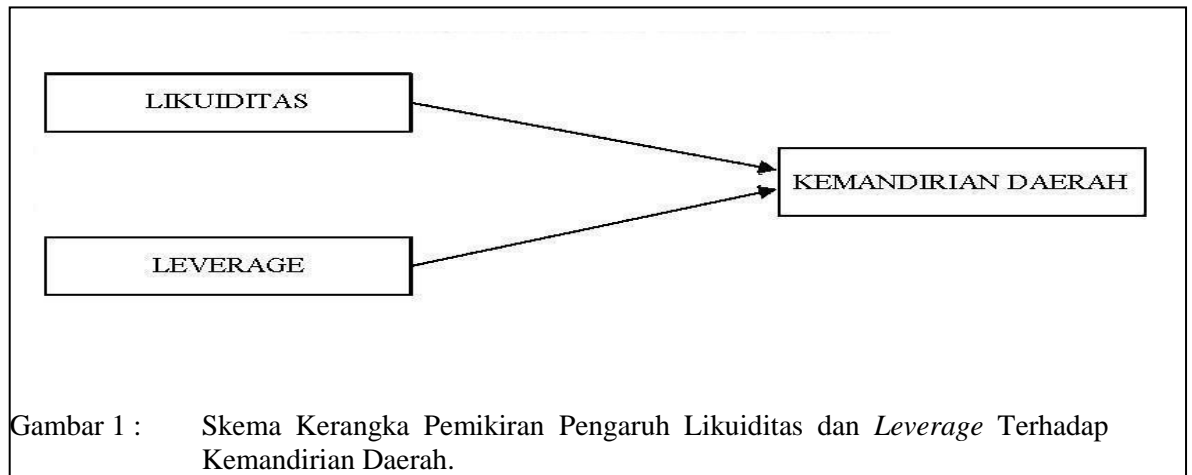 LIKUIDITAS
KEMANDIRIAN DAERAH
LEVERAGE
Gambar 1 : Skema Kerangka Pemikiran Pengaruh Likuiditas dan Leverage Terhadap
Kemandirian Daerah.